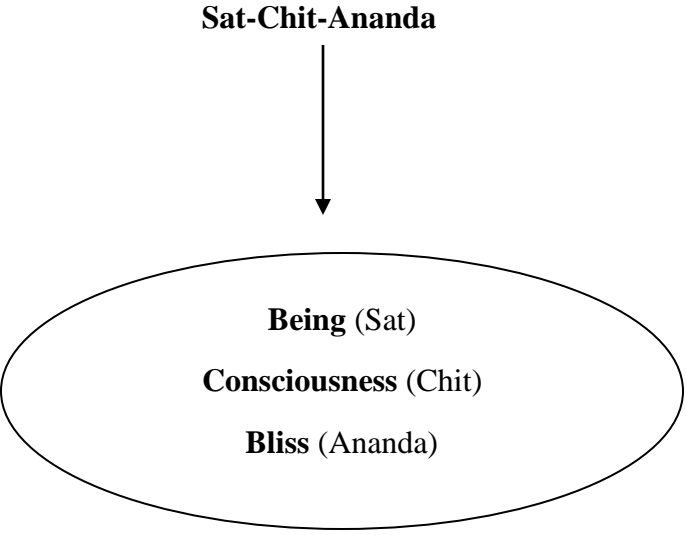 Sat-Chit-Ananda
Being (Sat)
Consciousness (Chit)
Bliss (Ananda)